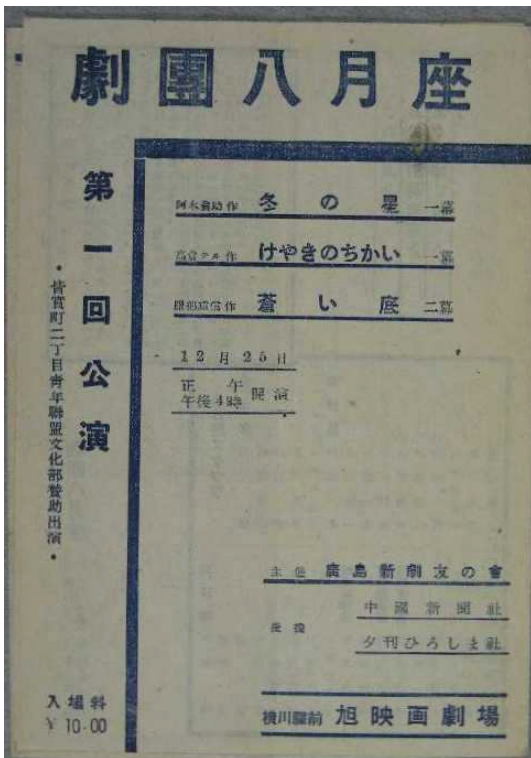 劇團八月座
第一回公演
・皆實町二丁目青年聯盟文化部賛助出演・
阿木翁助作 冬の星 一幕
高倉テル作 けやきのちかい 一幕
作 蒼い底 二幕
12月25日
正午
午後4時 開演
主催 廣島新劇友の會
後援 中國新聞社
夕刊ひろしま社
横川驛前 旭映画劇場
入場料
¥10.00